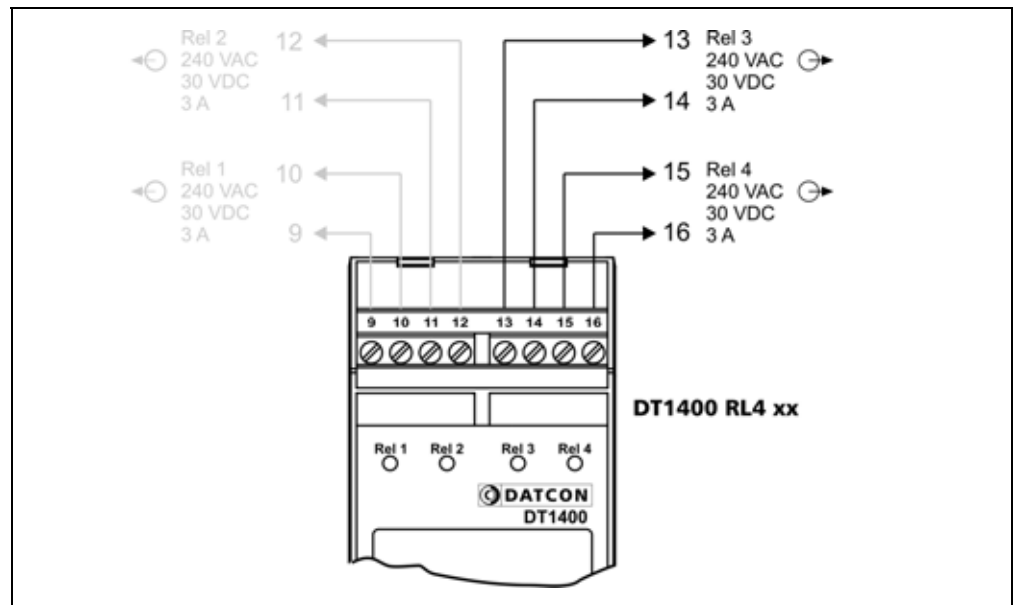 Rel 2
240 VAC
30 VDC
3 A
12
11
Rel 1
240 VAC
30 VDC
3 A
10
9
13
14
Rel 3
240 VAC
30 VDC
3 A
15
16
Rel 4
240 VAC
30 VDC
3 A
9 10 11 12 13 14 15 16
DT1400 RL4 xx
Rel 1 Rel 2 Rel 3 Rel 4
DATCON
DT1400